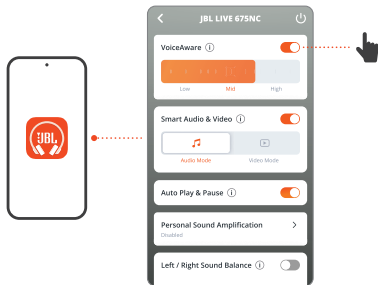 JBL LIVE 675NC
VoiceAware
Low Mid High
JBL
Smart Audio & Video
Audio Mode Video Mode
Auto Play & Pause
Personal Sound Amplification
Disabled
Left / Right Sound Balance